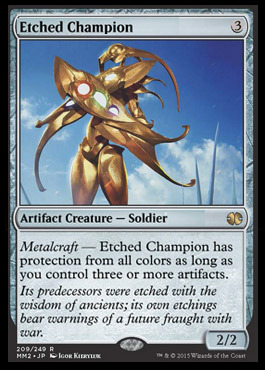 Etched Champion 3
Artifact Creature — Soldier
Metalcraft — Etched Champion has
protection from all colors as long as
you control three or more artifacts.
Its predecessors were etched with the
wisdom of ancients; its own etchings
bear warnings of a future fraught with
war.
2/2
209/249 R
MM2 • JP Igor Kieryluk
™ & © 2015 Wizards of the Coast